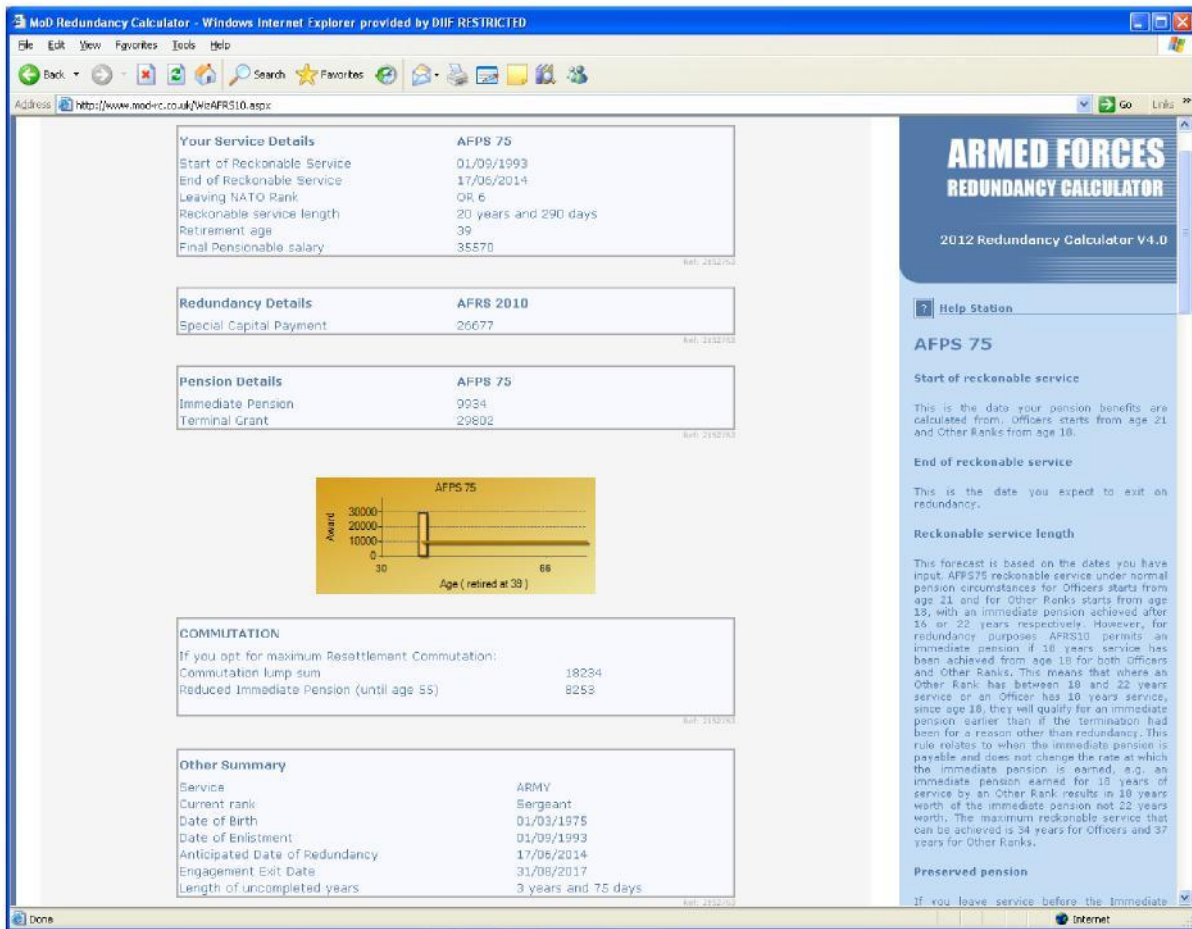 MoD Redundancy Calculator - Windows Internet Explorer provided by DIIF RESTRICTED
File Edit View Favorites Tools Help
Back Search Favorites
Address http://www.mod-rc.co.uk/WizAFRS10.aspx Go Links
Your Service Details AFPS 75
Start of Reckonable Service 01/09/1993
End of Reckonable Service 17/06/2014
Leaving NATO Rank OR 6
Reckonable service length 20 years and 290 days
Retirement age 39
Final Pensionable salary 35570
Ref: 2152753
Redundancy Details AFRS 2010
Special Capital Payment 26677
Ref: 2152753
Pension Details AFPS 75
Immediate Pension 9934
Terminal Grant 29802
Ref: 2152753
AFPS 75
Award
30000
20000
10000
0
30 66
Age ( retired at 39 )
COMMUTATION
If you opt for maximum Resettlement Commutation:
Commutation lump sum 18234
Reduced Immediate Pension (until age 55) 8253
Ref: 2152753
Other Summary
Service ARMY
Current rank Sergeant
Date of Birth 01/03/1975
Date of Enlistment 01/09/1993
Anticipated Date of Redundancy 17/06/2014
Engagement Exit Date 31/08/2017
Length of uncompleted years 3 years and 75 days
Ref: 2152753
ARMED FORCES
REDUNDANCY CALCULATOR
2012 Redundancy Calculator V4.0
? Help Station
AFPS 75
Start of reckonable service
This is the date your pension benefits are
calculated from. Officers starts from age 21
and Other Ranks from age 18.
End of reckonable service
This is the date you expect to exit on
redundancy.
Reckonable service length
This forecast is based on the dates you have
input. AFPS75 reckonable service under normal
pension circumstances for Officers starts from
age 21 and for Other Ranks starts from age
18, with an immediate pension achieved after
16 or 22 years respectively. However, for
redundancy purposes AFRS10 permits an
immediate pension if 18 years service has
been achieved from age 18 for both Officers
and Other Ranks. This means that where an
Other Rank has between 18 and 22 years
service or an Officer has 18 years service,
since age 18, they will qualify for an immediate
pension earlier than if the termination had
been for a reason other than redundancy. This
rule relates to when the immediate pension is
payable and does not change the rate at which
the immediate pension is earned, e.g. an
immediate pension earned for 18 years of
service by an Other Rank results in 18 years
worth of the immediate pension not 22 years
worth. The maximum reckonable service that
can be achieved is 34 years for Officers and 37
years for Other Ranks.
Preserved pension
If you leave service before the Immediate
Done Internet